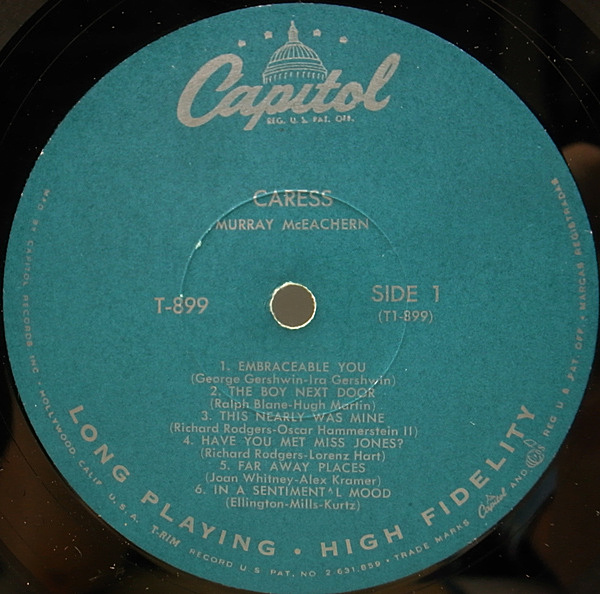 Capitol
REG. U. S. PAT. OFF.
CARESS
MURRAY McEACHERN
T-899
SIDE 1
(T1-899)
1. EMBRACEABLE YOU
(George Gershwin-Ira Gershwin)
2. THE BOY NEXT DOOR
(Ralph Blane-Hugh Martin)
3. THIS NEARLY WAS MINE
(Richard Rodgers-Oscar Hammerstein II)
4. HAVE YOU MET MISS JONES?
(Richard Rodgers-Lorenz Hart)
5. FAR AWAY PLACES
(Joan Whitney-Alex Kramer)
6. IN A SENTIMENTAL MOOD
(Ellington-Mills-Kurtz)
LONG PLAYING • HIGH FIDELITY
MFD. BY CAPITOL RECORDS, INC. • HOLLYWOOD, CALIF., U. S. A. T-RIM RECORD U. S. PAT. NO. 2,631,859 • TRADE MARKS Capitol AND REG. U. S. PAT. OFF. • MARCAS REGISTRADAS